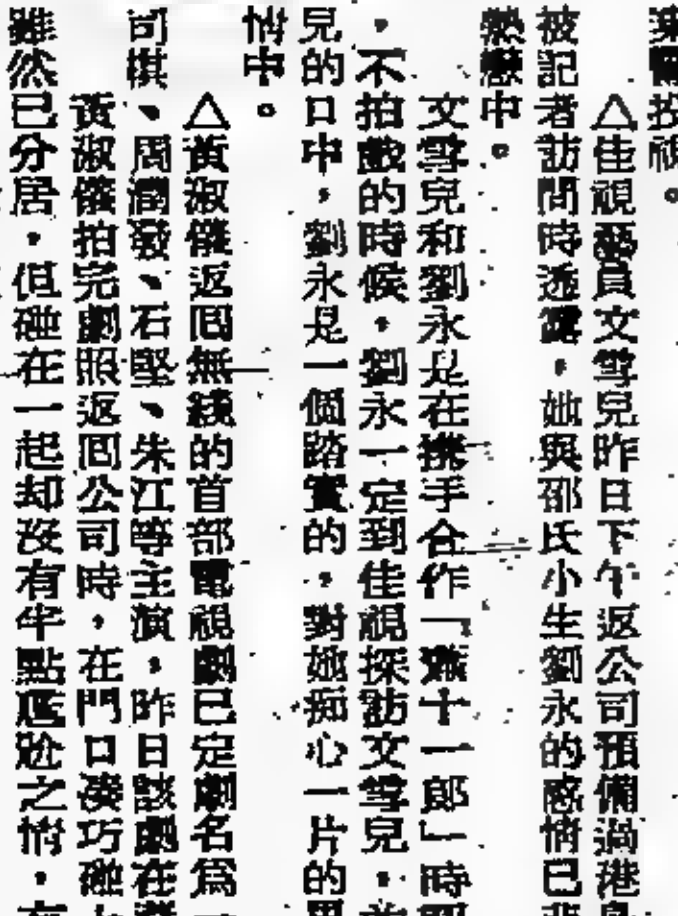 投視。
△佳視藝員文雪兒昨日下午返公司預備過港
被記者訪問時透露，她與邵氏小生劉永的感情已
熱戀中。
文雪兒和劉永是在攜手合作「蕭十一郎」時
，不拍戲的時候，劉永一定到佳視探訪文雪兒，
兒的口中，劉永是一個踏實的，對她痴心一片的
情中。
△黃淑儀返回無綫的首部電視劇已定劇名爲
司棋、周潤發、石堅、朱江等主演，昨日該劇在
黃淑儀拍完劇照返回公司時，在門口湊巧碰
雖然已分居，但碰在一起却沒有半點尷尬之情，